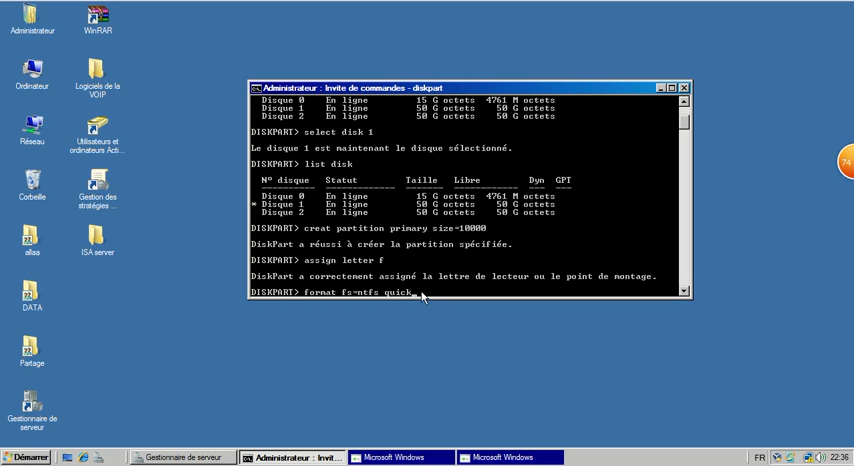 Administrateur
WinRAR
Ordinateur
Logiciels de la
VOIP
Réseau
Utilisateurs et
ordinateurs Acti...
Corbeille
Gestion des
stratégies ...
allaa
ISA server
DATA
Partage
Gestionnaire de
serveur
Administrateur : Invite de commandes - diskpart
Disque 0 En ligne 15 G octets 4761 M octets
Disque 1 En ligne 50 G octets 50 G octets
Disque 2 En ligne 50 G octets 50 G octets
DISKPART> select disk 1
Le disque 1 est maintenant le disque sélectionné.
DISKPART> list disk
N° disque Statut Taille Libre Dyn GPT
Disque 0 En ligne 15 G octets 4761 M octets
* Disque 1 En ligne 50 G octets 50 G octets
Disque 2 En ligne 50 G octets 50 G octets
DISKPART> creat partition primary size=10000
DiskPart a réussi à créer la partition spécifiée.
DISKPART> assign letter f
DiskPart a correctement assigné la lettre de lecteur ou le point de montage.
DISKPART> format fs=ntfs quick_
74
Démarrer
Gestionnaire de serveur
Administrateur : Invit...
Microsoft Windows
Microsoft Windows
FR
22:36